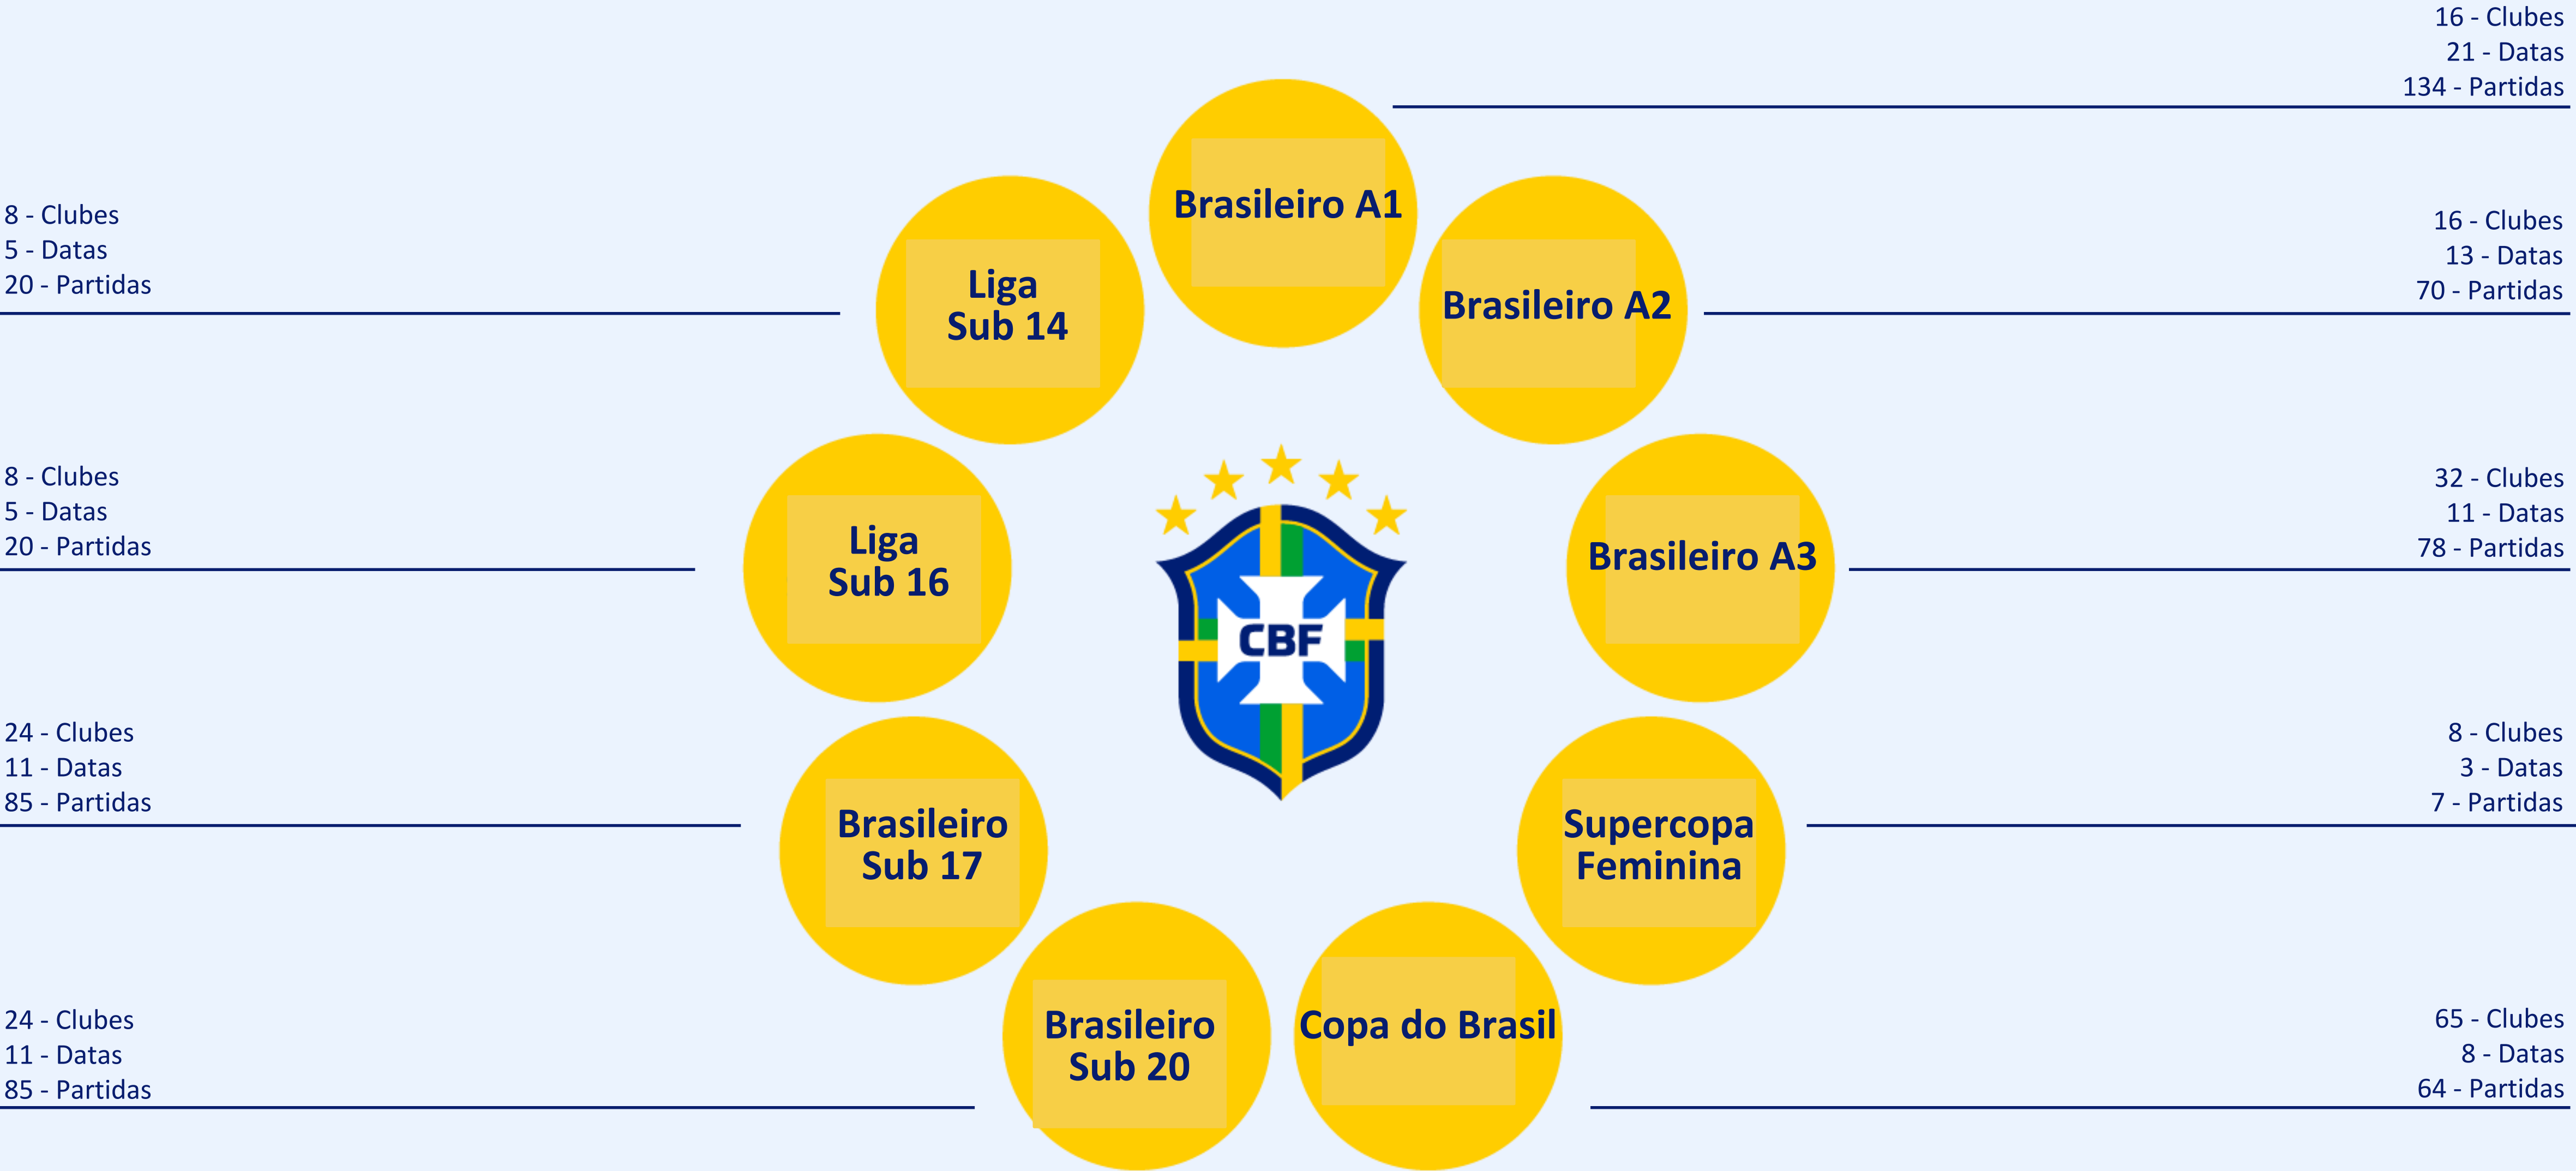 16 - Clubes
21 - Datas
134 - Partidas
Brasileiro A1
16 - Clubes
13 - Datas
70 - Partidas
Brasileiro A2
32 - Clubes
11 - Datas
78 - Partidas
Brasileiro A3
8 - Clubes
3 - Datas
7 - Partidas
Supercopa
Feminina
65 - Clubes
8 - Datas
64 - Partidas
Copa do Brasil
24 - Clubes
11 - Datas
85 - Partidas
Brasileiro
Sub 20
24 - Clubes
11 - Datas
85 - Partidas
Brasileiro
Sub 17
8 - Clubes
5 - Datas
20 - Partidas
Liga
Sub 16
8 - Clubes
5 - Datas
20 - Partidas
Liga
Sub 14
CBF